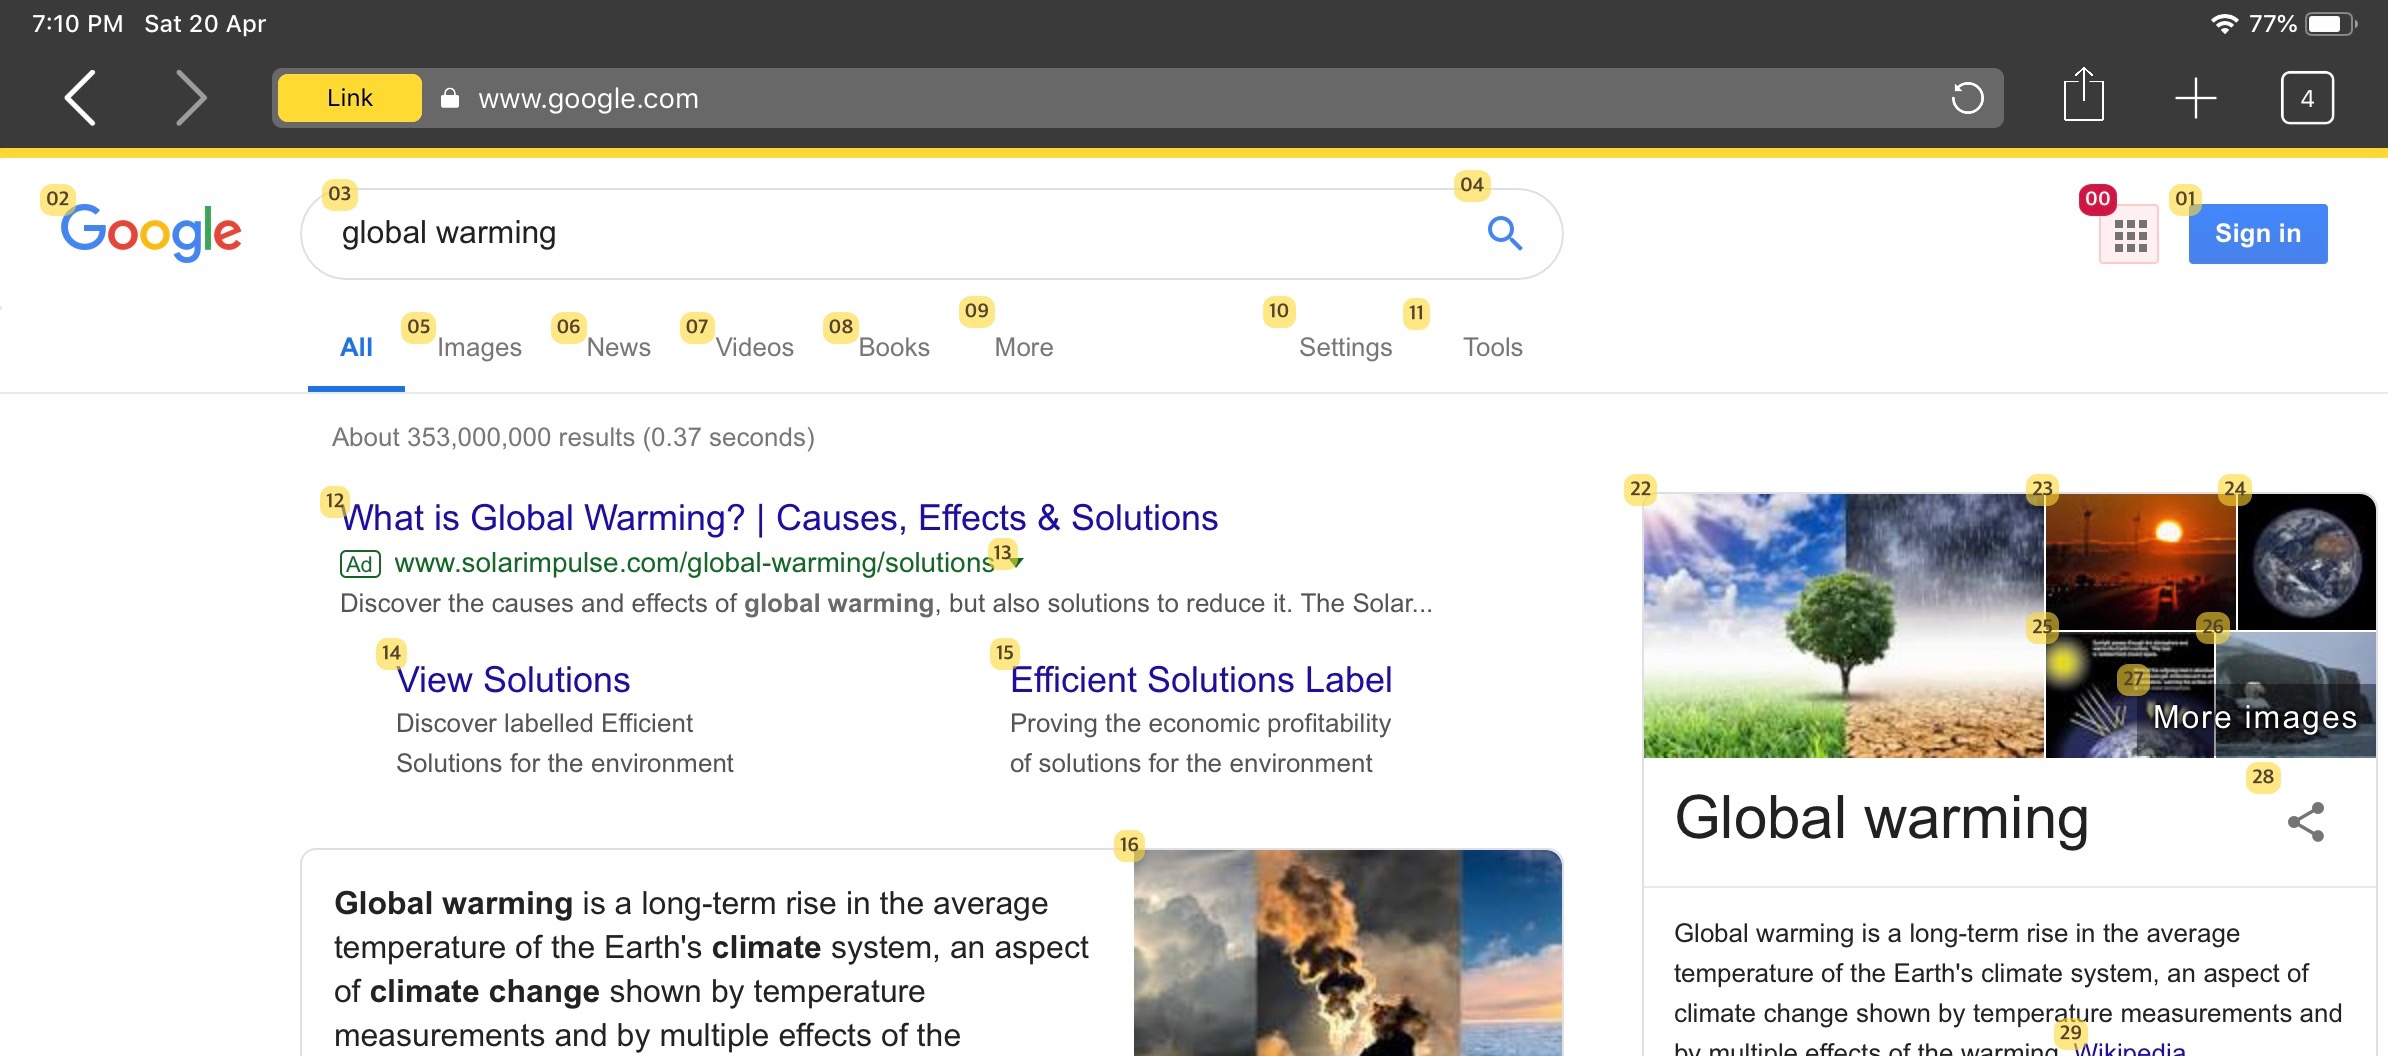 7:10 PM Sat 20 Apr 77%
Link www.google.com 4
02 03 04 00 01
Google global warming Sign in
05 06 07 08 09 10 11
All Images News Videos Books More Settings Tools
About 353,000,000 results (0.37 seconds)
12
What is Global Warming? | Causes, Effects & Solutions
13
Ad www.solarimpulse.com/global-warming/solutions
Discover the causes and effects of global warming, but also solutions to reduce it. The Solar...
14 15
View Solutions Efficient Solutions Label
Discover labelled Efficient Proving the economic profitability
Solutions for the environment of solutions for the environment
16
Global warming is a long-term rise in the average
temperature of the Earth's climate system, an aspect
of climate change shown by temperature
measurements and by multiple effects of the
22 23 24
25 26
27
More images
28
Global warming
Global warming is a long-term rise in the average
temperature of the Earth's climate system, an aspect of
climate change shown by temperature measurements and
29
by multiple effects of the warming. Wikipedia